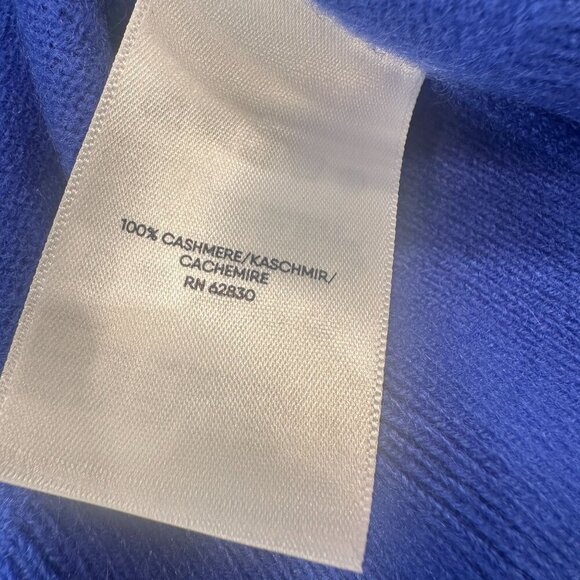 100% CASHMERE/KASCHMIR/
CACHEMIRE
RN 62830